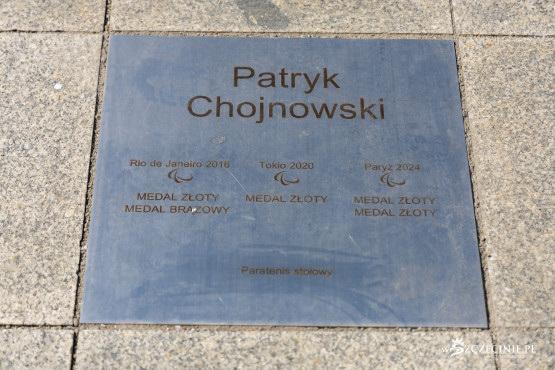 Patryk
Chojnowski
Rio de Janeiro 2016 Tokio 2020 Paryż 2024
MEDAL ZŁOTY MEDAL ZŁOTY MEDAL ZŁOTY
MEDAL BRĄZOWY MEDAL ZŁOTY
Paratenis stołowy
wSZCZECINIE.PL